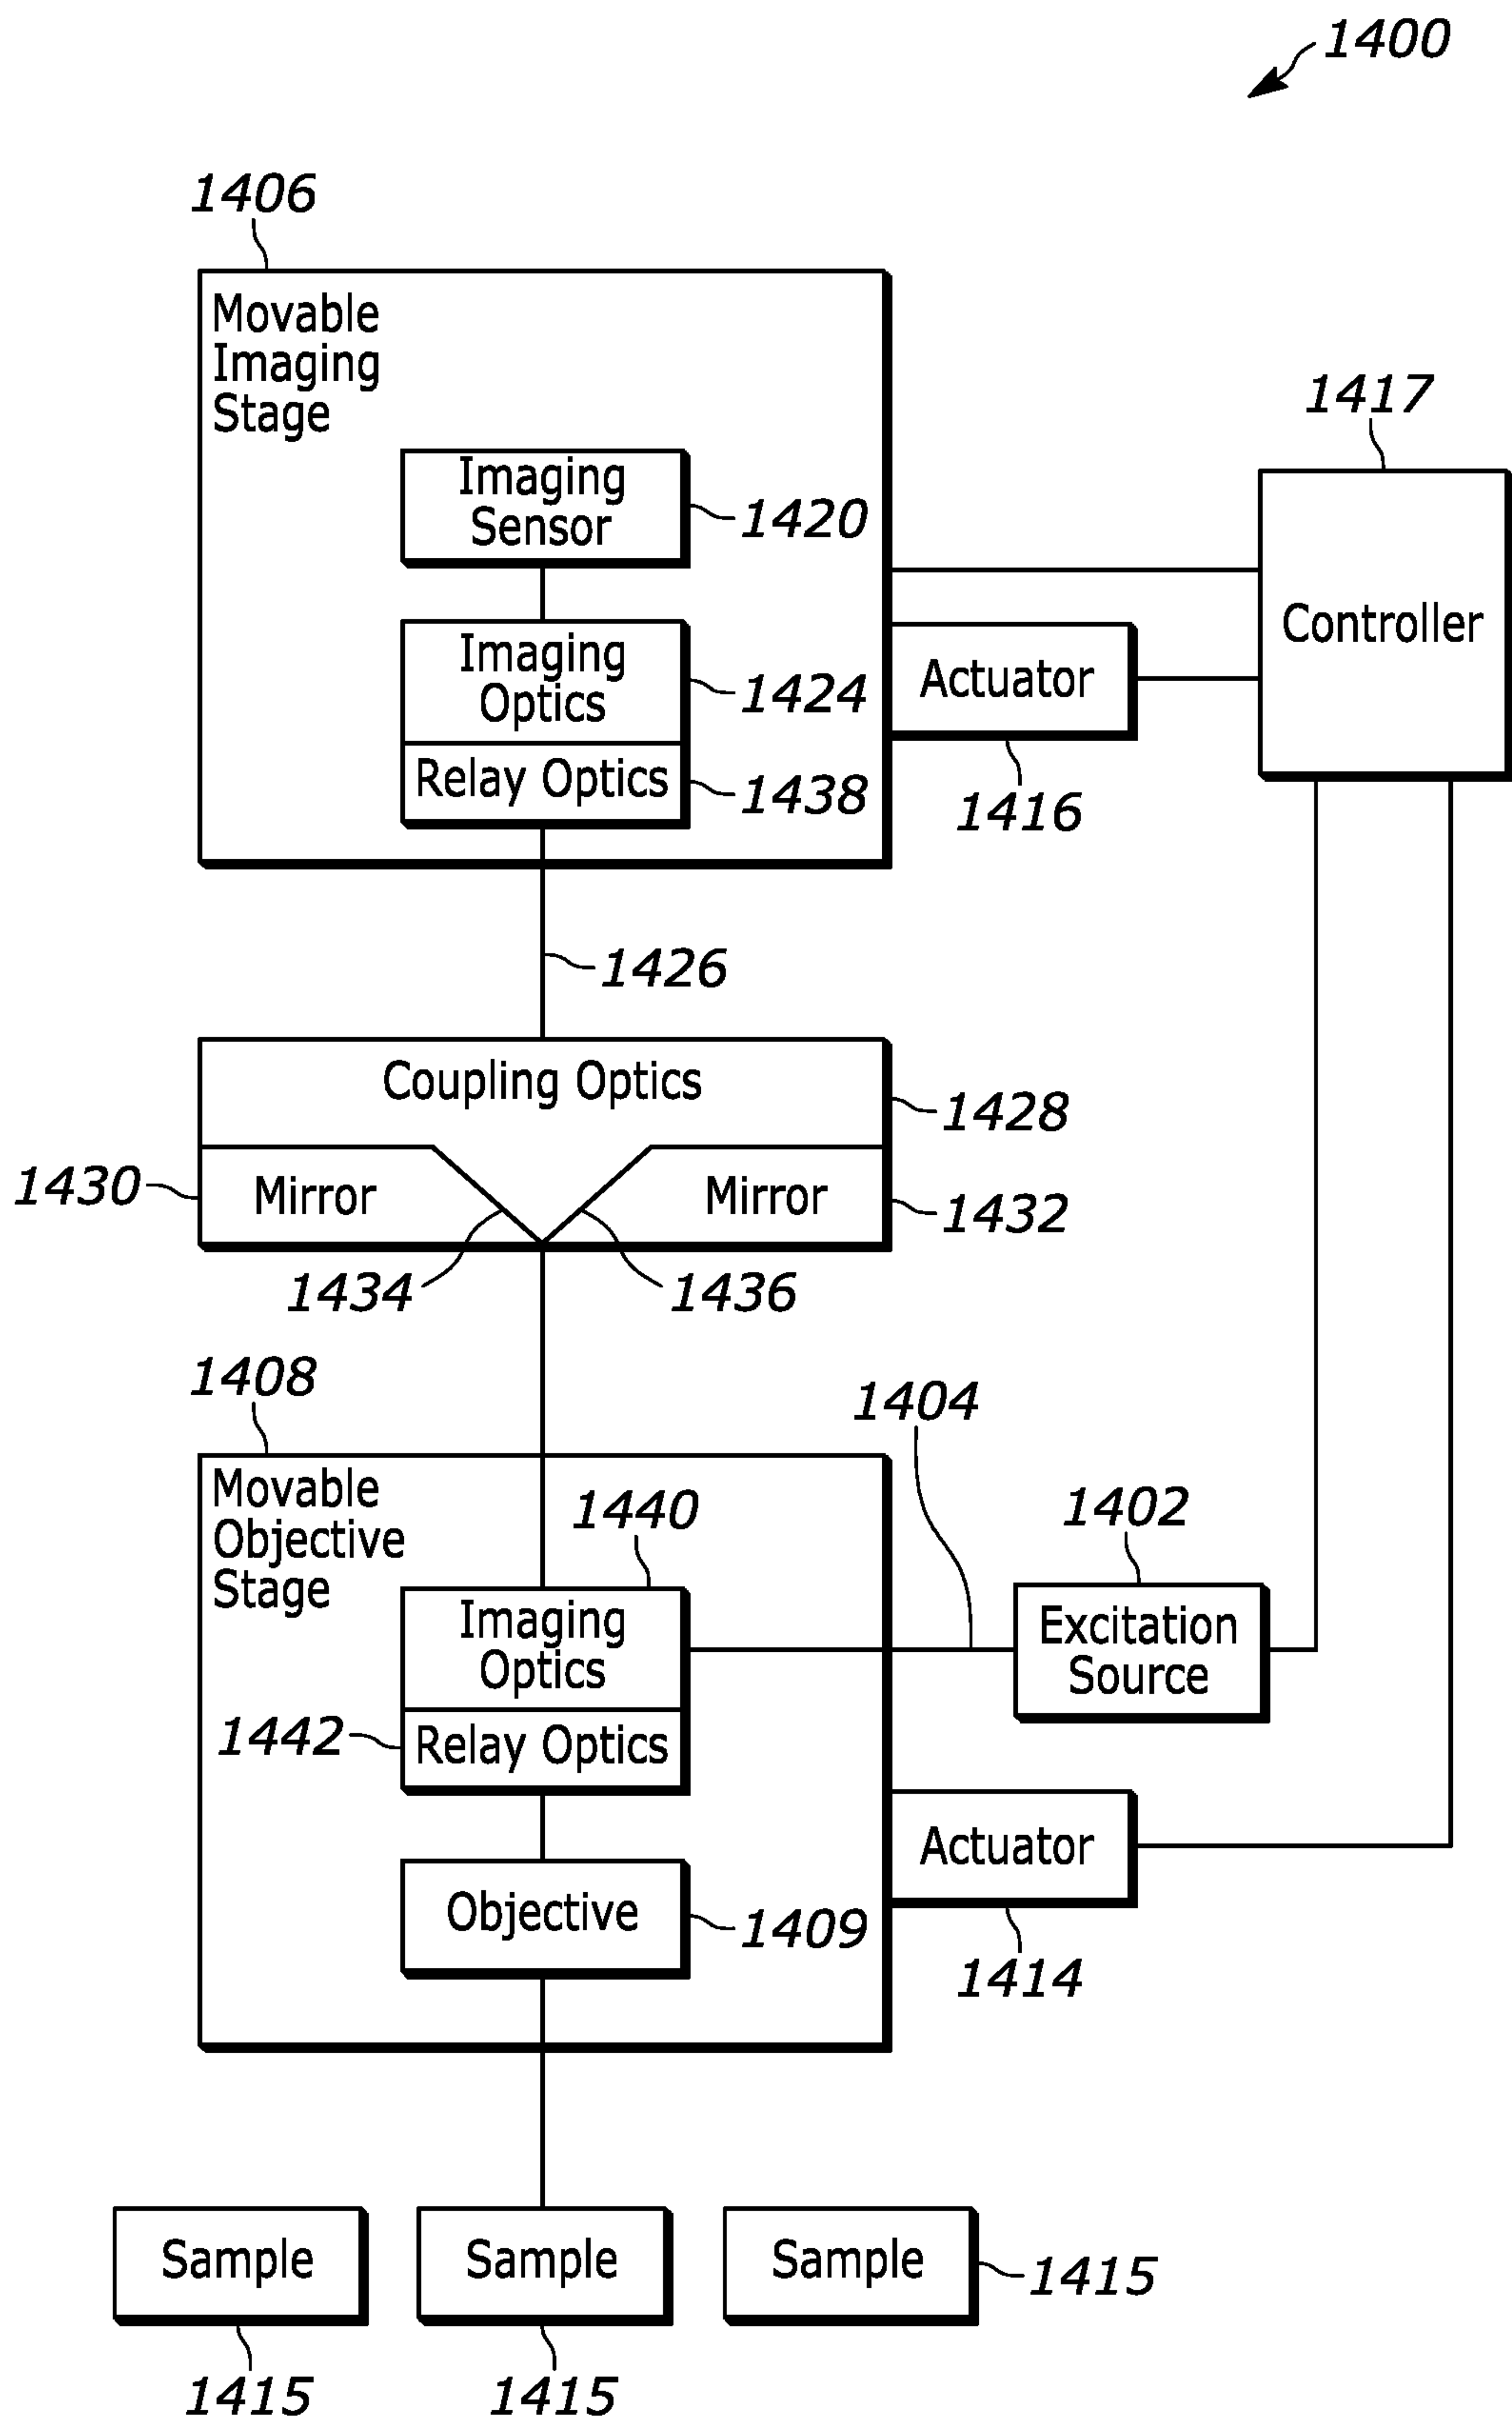 1400
1406
Movable
Imaging
Stage
1417
Imaging
Sensor
1420
Controller
Imaging
Optics
1424
Actuator
Relay Optics
1438
1416
1426
Coupling Optics
1428
1430
Mirror
Mirror
1432
1434
1436
1408
1404
Movable
Objective
Stage
1440
1402
Imaging
Optics
Excitation
Source
1442
Relay Optics
Actuator
Objective
1409
1414
Sample
Sample
Sample
1415
1415
1415